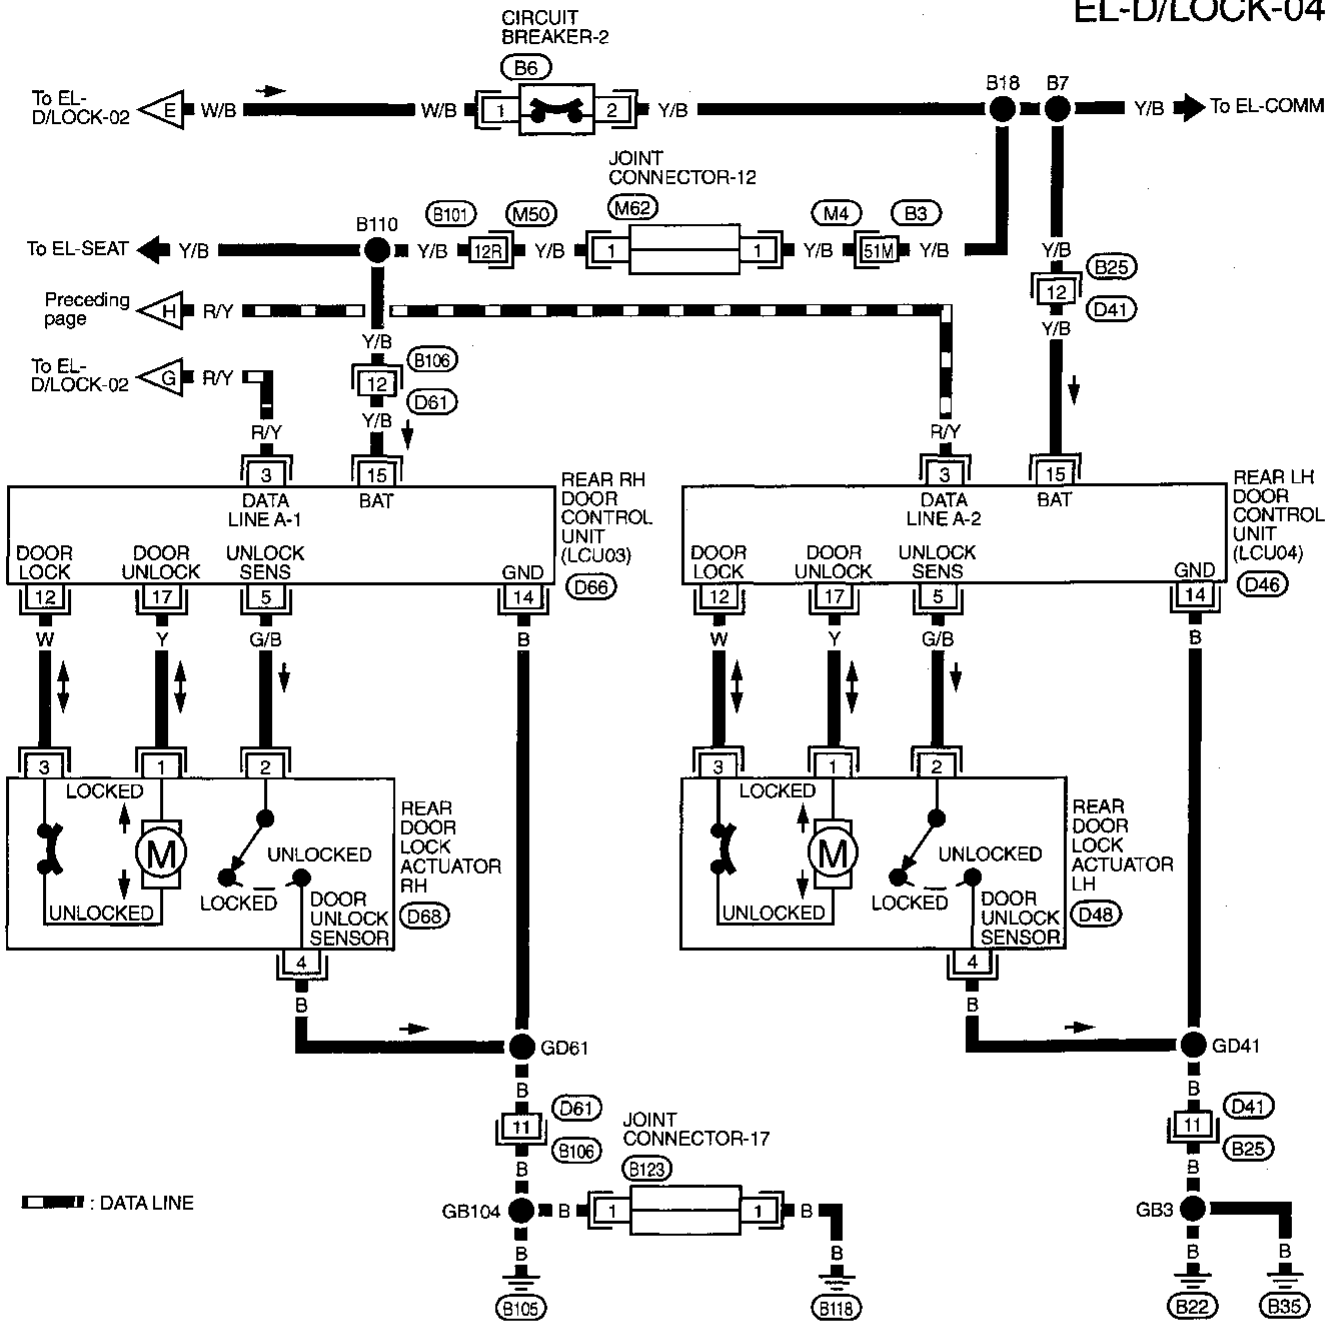 EL-D/LOCK-04
CIRCUIT
BREAKER-2
B6
To EL-
D/LOCK-02
E
W/B
W/B
1
2
Y/B
B18
B7
Y/B
To EL-COMM
JOINT
CONNECTOR-12
B110
B101
M50
M62
M4
B3
To EL-SEAT
Y/B
Y/B
12R
Y/B
1
1
Y/B
51M
Y/B
Y/B
B25
12
D41
Y/B
Preceding
page
H
R/Y
Y/B
B106
To EL-
D/LOCK-02
G
R/Y
12
D61
Y/B
R/Y
R/Y
3
15
3
15
DATA
LINE A-1
BAT
DATA
LINE A-2
BAT
REAR RH
DOOR
CONTROL
UNIT
(LCU03)
D66
REAR LH
DOOR
CONTROL
UNIT
(LCU04)
D46
DOOR
LOCK
DOOR
UNLOCK
UNLOCK
SENS
GND
DOOR
LOCK
DOOR
UNLOCK
UNLOCK
SENS
GND
12
17
5
14
12
17
5
14
W
Y
G/B
B
W
Y
G/B
B
3
1
2
3
1
2
LOCKED
M
UNLOCKED
UNLOCKED
LOCKED
DOOR
UNLOCK
SENSOR
REAR
DOOR
LOCK
ACTUATOR
RH
D68
LOCKED
M
UNLOCKED
UNLOCKED
LOCKED
DOOR
UNLOCK
SENSOR
REAR
DOOR
LOCK
ACTUATOR
LH
D48
4
B
4
B
GD61
GD41
B
D61
11
B106
B
B
D41
11
B25
B
JOINT
CONNECTOR-17
B123
: DATA LINE
GB104
B
1
1
B
GB3
B
B
B
B
B105
B118
B22
B35